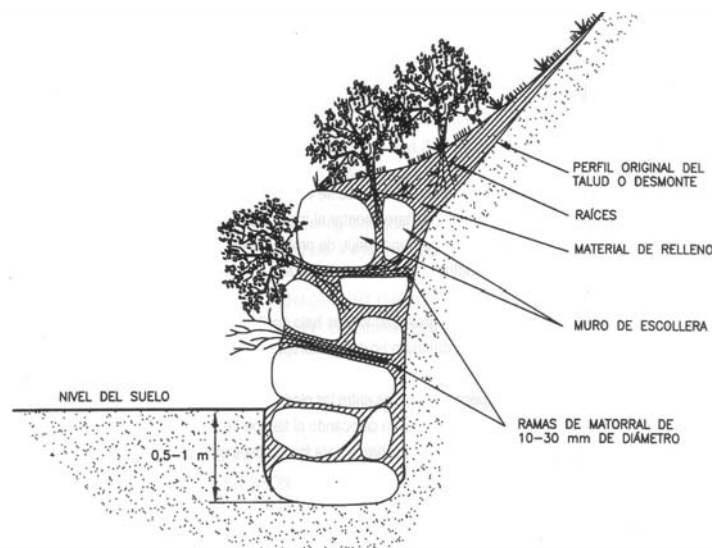 PERFIL ORIGINAL DEL
TALUD O DESMONTE
RAÍCES
MATERIAL DE RELLENO
MURO DE ESCOLLERA
NIVEL DEL SUELO
RAMAS DE MATORRAL DE
10-30 mm DE DIÁMETRO
0,5-1 m